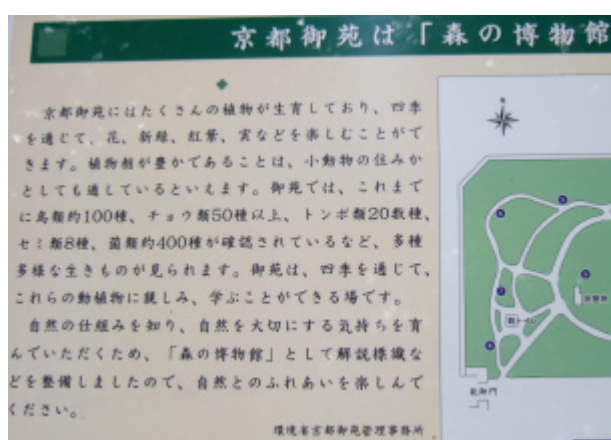 京都御苑は「森の博物館
京都御苑にはたくさんの植物が生育しており、四季
を通じて、花、新緑、紅葉、実などを楽しむことがで
きます。植物相が豊かであることは、小動物の住みか
としても適しているといえます。御苑では、これまで
に鳥類約100種、チョウ類50種以上、トンボ類20数種、
セミ類8種、菌類約400種が確認されているなど、多種
多様な生きものが見られます。御苑は、四季を通じて、
これらの動植物に親しみ、学ぶことができる場です。
自然の仕組みを知り、自然を大切にする気持ちを育
んでいただくため、「森の博物館」として解説標識な
どを整備しましたので、自然とのふれあいを楽しんで
ください。
環境省京都御苑管理事務所
トイレ
乾御門